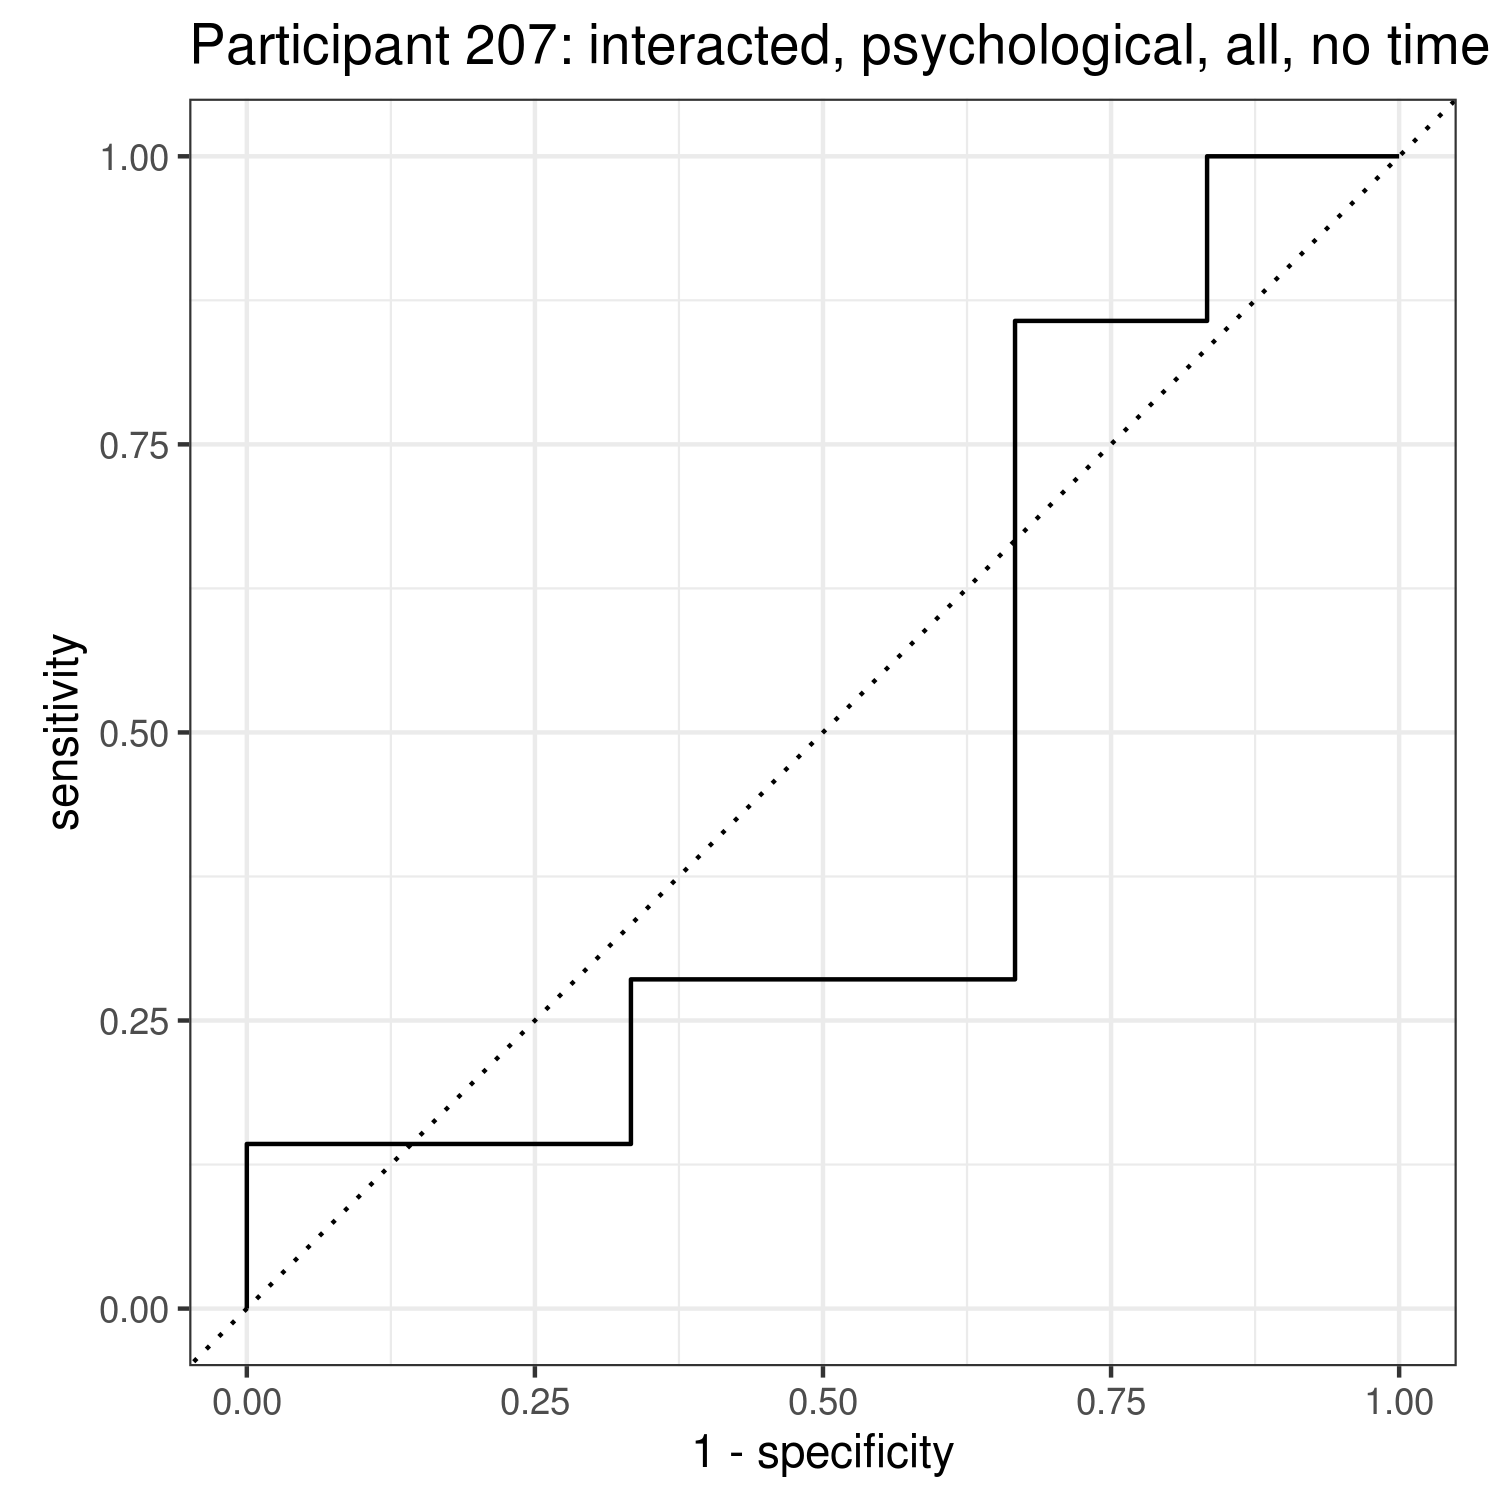 Participant 207: interacted, psychological, all, no time
1.00
0.75
0.50
0.25
0.00
sensitivity
0.00 0.25 0.50 0.75 1.00
1 - specificity